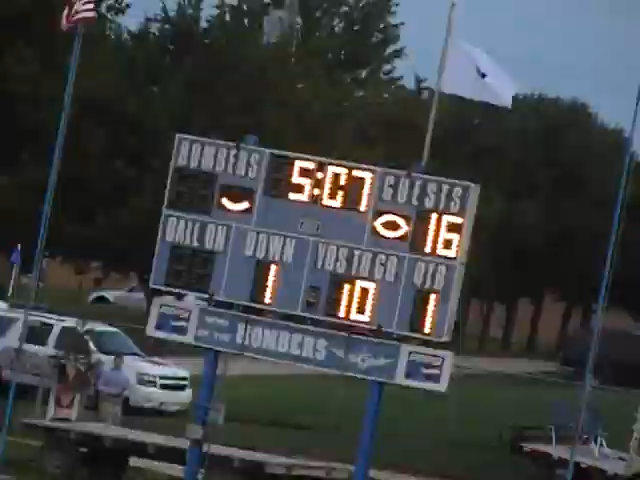 BOMBERS 5:07 GUESTS
16
BALL ON DOWN YDS TO GO QTR
1 10 1
BOMBERS